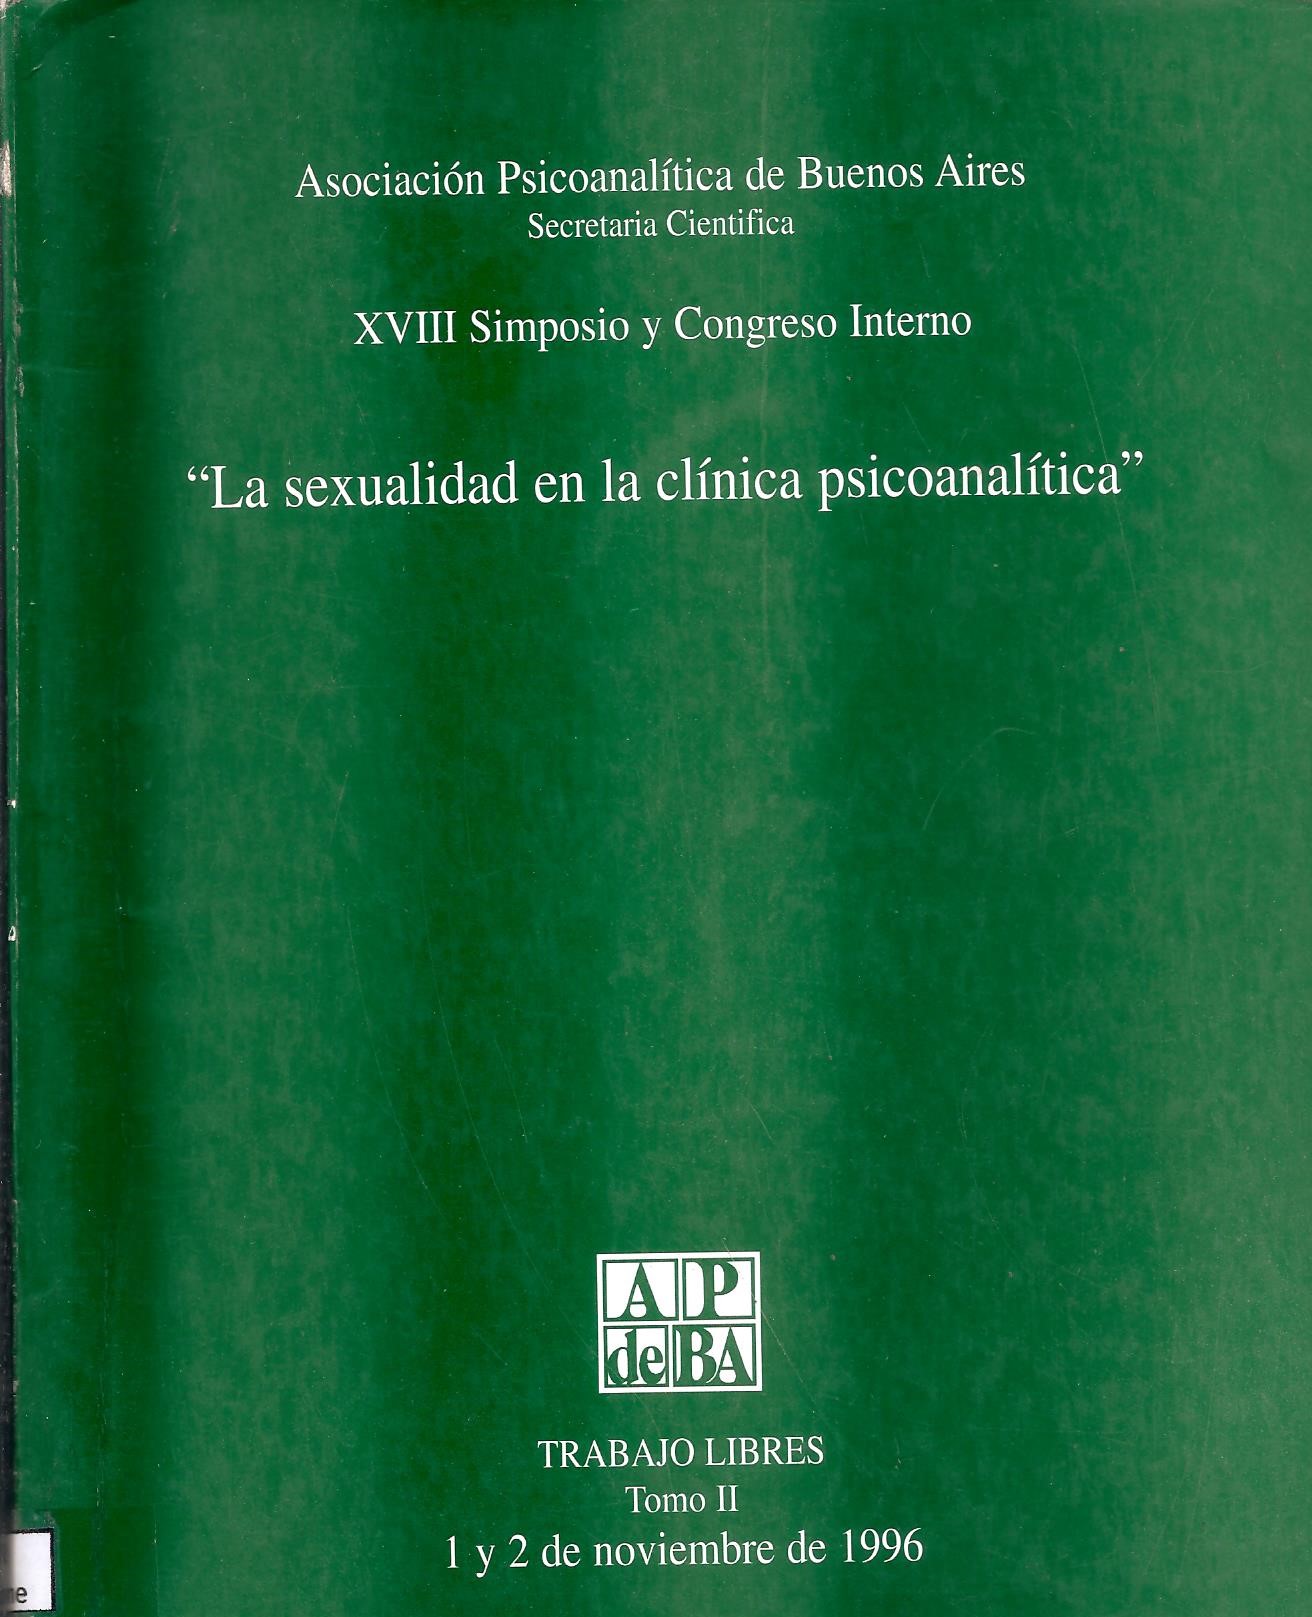 Asociación Psicoanalítica de Buenos Aires
Secretaria Cientifica
XVIII Simposio y Congreso Interno
“La sexualidad en la clínica psicoanalítica”
AP
deBA
TRABAJO LIBRES
Tomo II
1 y 2 de noviembre de 1996